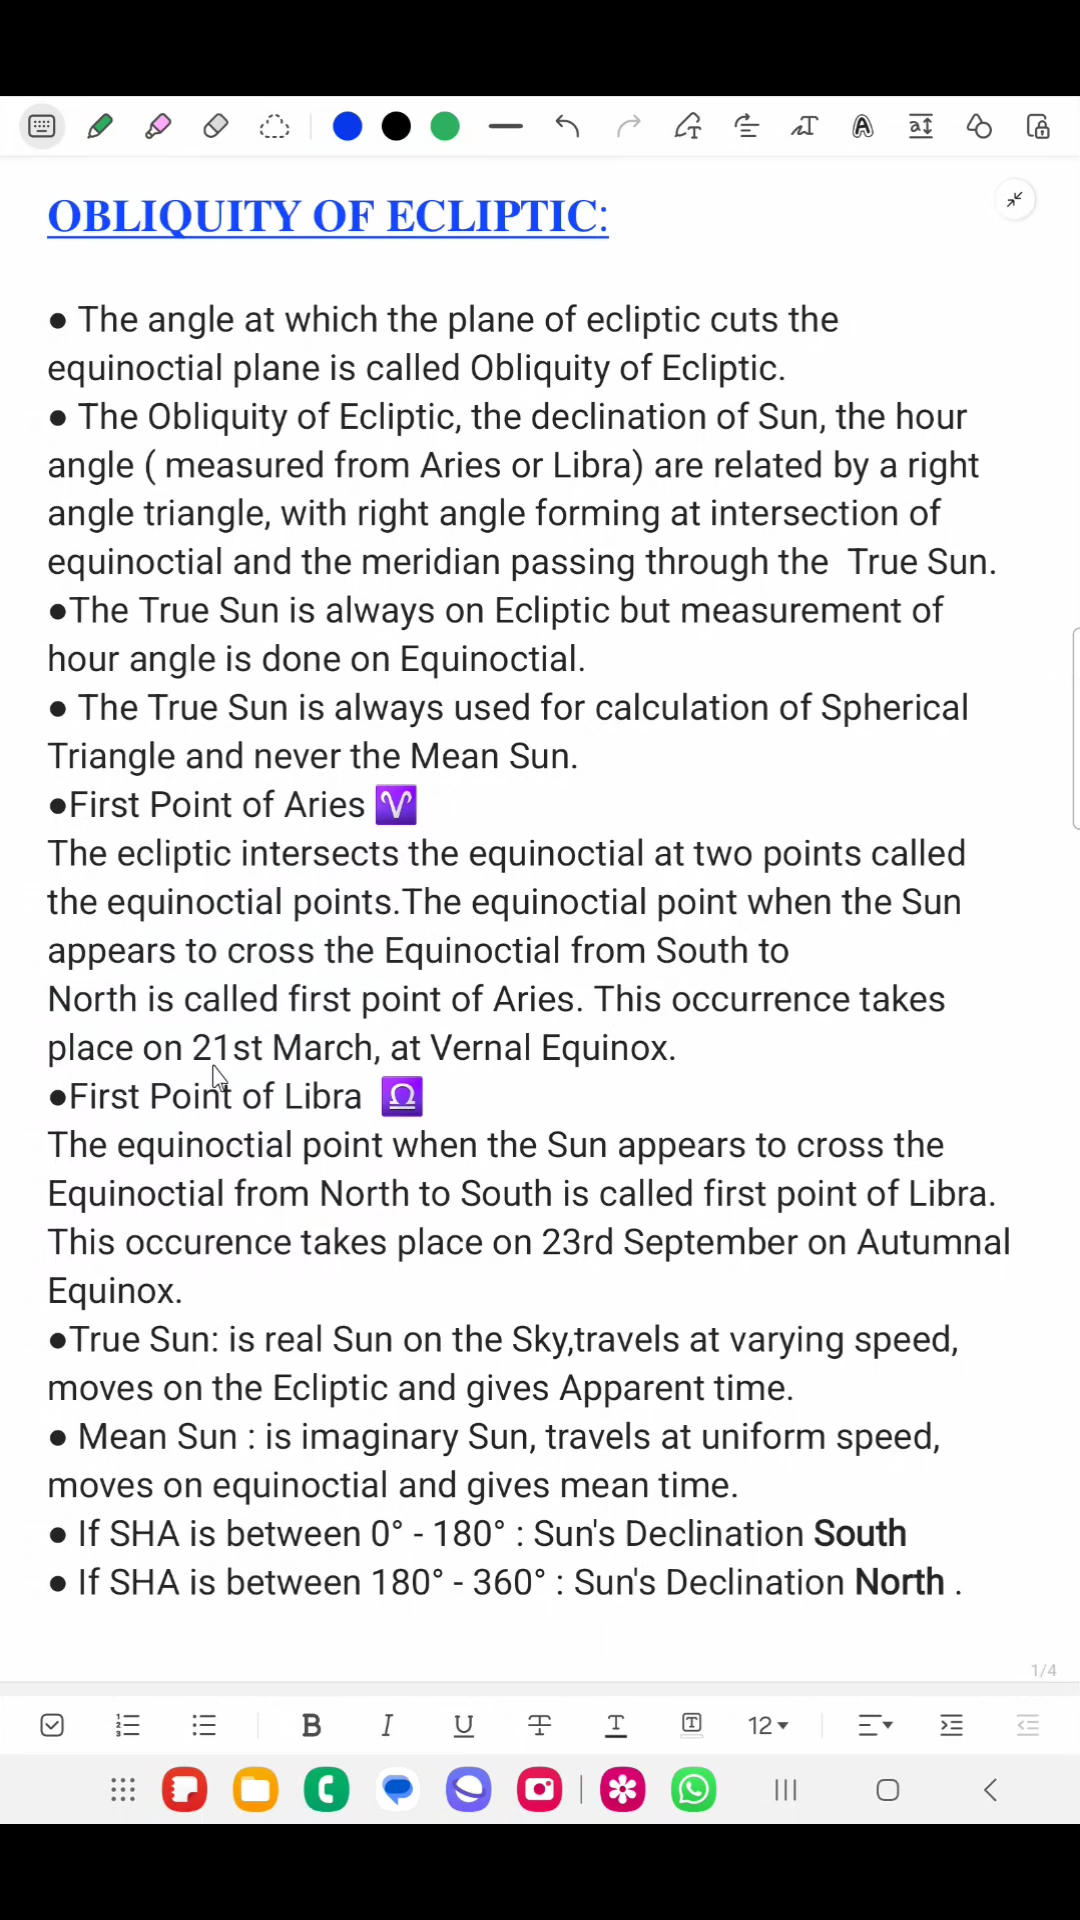 OBLIQUITY OF ECLIPTIC:
● The angle at which the plane of ecliptic cuts the
equinoctial plane is called Obliquity of Ecliptic.
● The Obliquity of Ecliptic, the declination of Sun, the hour
angle ( measured from Aries or Libra) are related by a right
angle triangle, with right angle forming at intersection of
equinoctial and the meridian passing through the  True Sun.
●The True Sun is always on Ecliptic but measurement of
hour angle is done on Equinoctial.
● The True Sun is always used for calculation of Spherical
Triangle and never the Mean Sun.
●First Point of Aries ♈
The ecliptic intersects the equinoctial at two points called
the equinoctial points.The equinoctial point when the Sun
appears to cross the Equinoctial from South to
North is called first point of Aries. This occurrence takes
place on 21st March, at Vernal Equinox.
●First Point of Libra ♎
The equinoctial point when the Sun appears to cross the
Equinoctial from North to South is called first point of Libra.
This occurence takes place on 23rd September on Autumnal
Equinox.
●True Sun: is real Sun on the Sky,travels at varying speed,
moves on the Ecliptic and gives Apparent time.
● Mean Sun : is imaginary Sun, travels at uniform speed,
moves on equinoctial and gives mean time.
● If SHA is between 0° - 180° : Sun's Declination South
● If SHA is between 180° - 360° : Sun's Declination North .
1/4
12